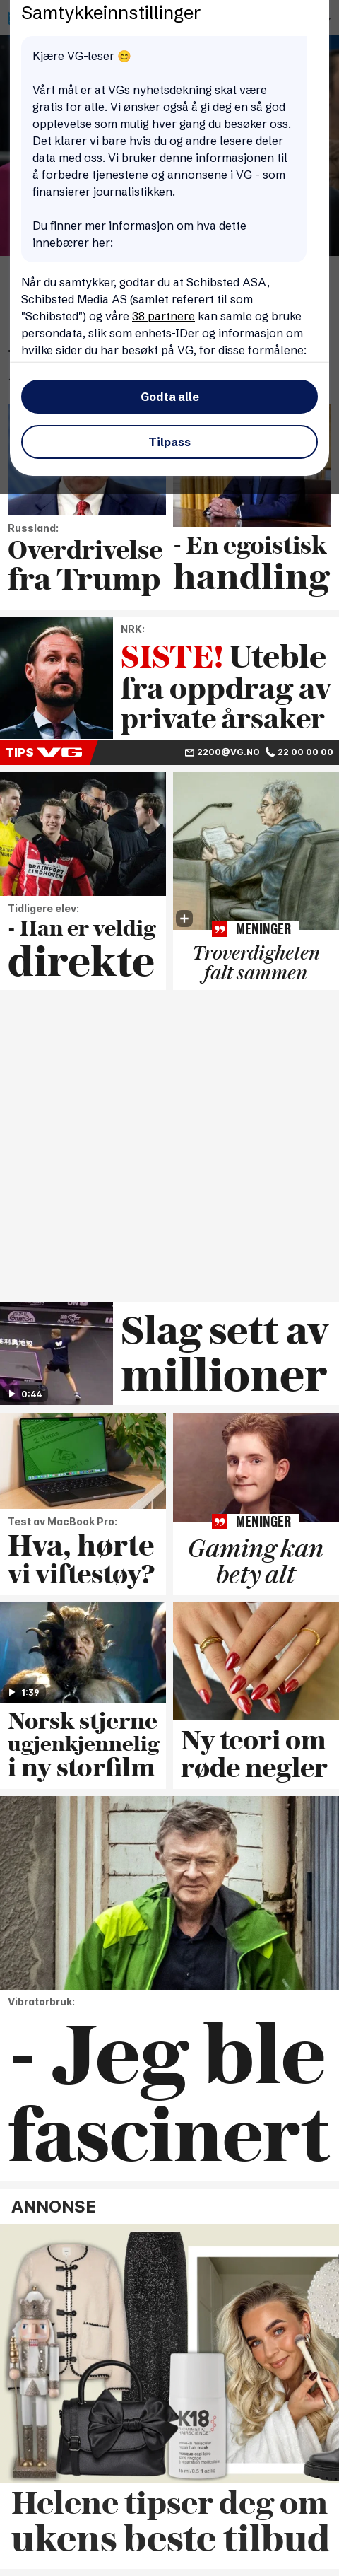 Samtykkeinnstillinger
Kjære VG-leser 😊
Vårt mål er at VGs nyhetsdekning skal være
gratis for alle. Vi ønsker også å gi deg en så god
opplevelse som mulig hver gang du besøker oss.
Det klarer vi bare hvis du og andre lesere deler
data med oss. Vi bruker denne informasjonen til
å forbedre tjenestene og annonsene i VG - som
finansierer journalistikken.
Du finner mer informasjon om hva dette
innebærer her:
Når du samtykker, godtar du at Schibsted ASA,
Schibsted Media AS (samlet referert til som
"Schibsted") og våre 38 partnere kan samle og bruke
persondata, slik som enhets-IDer og informasjon om
hvilke sider du har besøkt på VG, for disse formålene:
Godta alle
Tilpass
Russland:
Overdrivelse
fra Trump
- En egoistisk
handling
NRK:
SISTE! Uteble
fra oppdrag av
private årsaker
TIPS VG
2200@VG.NO
22 00 00 00
BRAINPORT
EINDHOVEN
Tidligere elev:
- Han er veldig
direkte
MENINGER
Troverdigheten
falt sammen
0:44
Slag sett av
millioner
Test av MacBook Pro:
Hva, hørte
vi viftestøy?
MENINGER
Gaming kan
bety alt
1:39
Norsk stjerne
ugjenkjennelig
i ny storfilm
Ny teori om
røde negler
Vibratorbruk:
- Jeg ble
fascinert
ANNONSE
K18
Helene tipser deg om
ukens beste tilbud